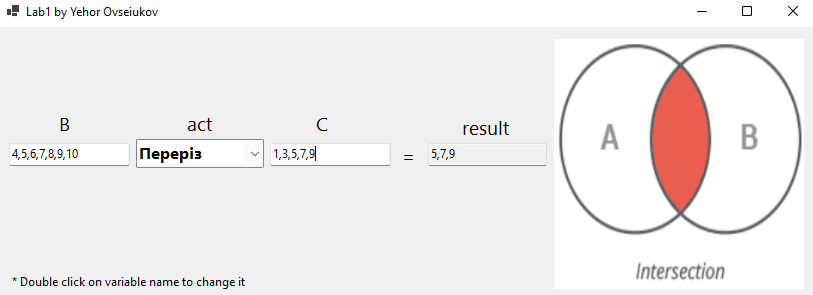 Lab1 by Yehor Ovseiukov
B act C result
4,5,6,7,8,9,10 Переріз 1,3,5,7,9 = 5,7,9
A B
Intersection
* Double click on variable name to change it